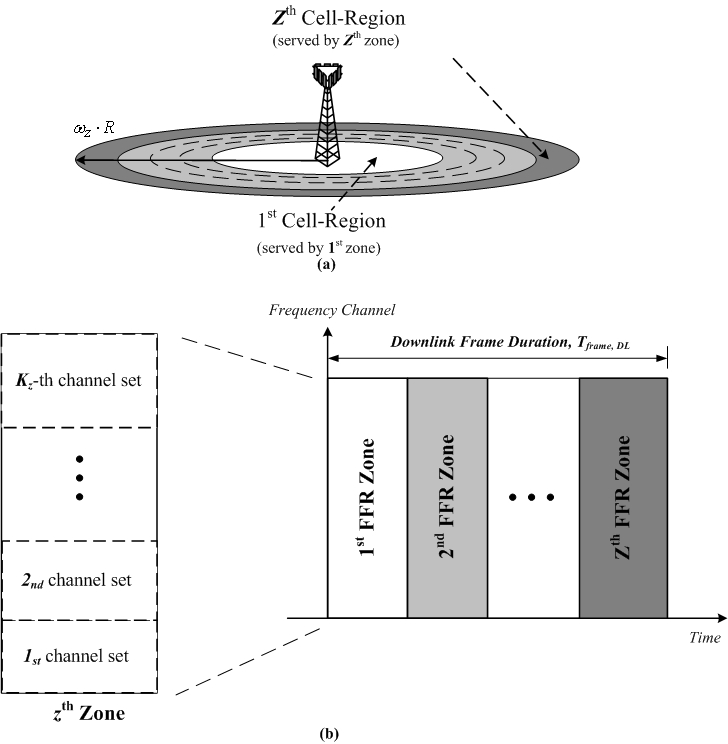 Zth Cell-Region
(served by Zth zone)
ωz · R
1st Cell-Region
(served by 1st zone)
(a)
Frequency Channel
Downlink Frame Duration, Tframe, DL
Kz-th channel set
2nd channel set
1st channel set
zth Zone
1st FFR Zone
2nd FFR Zone
Zth FFR Zone
Time
(b)